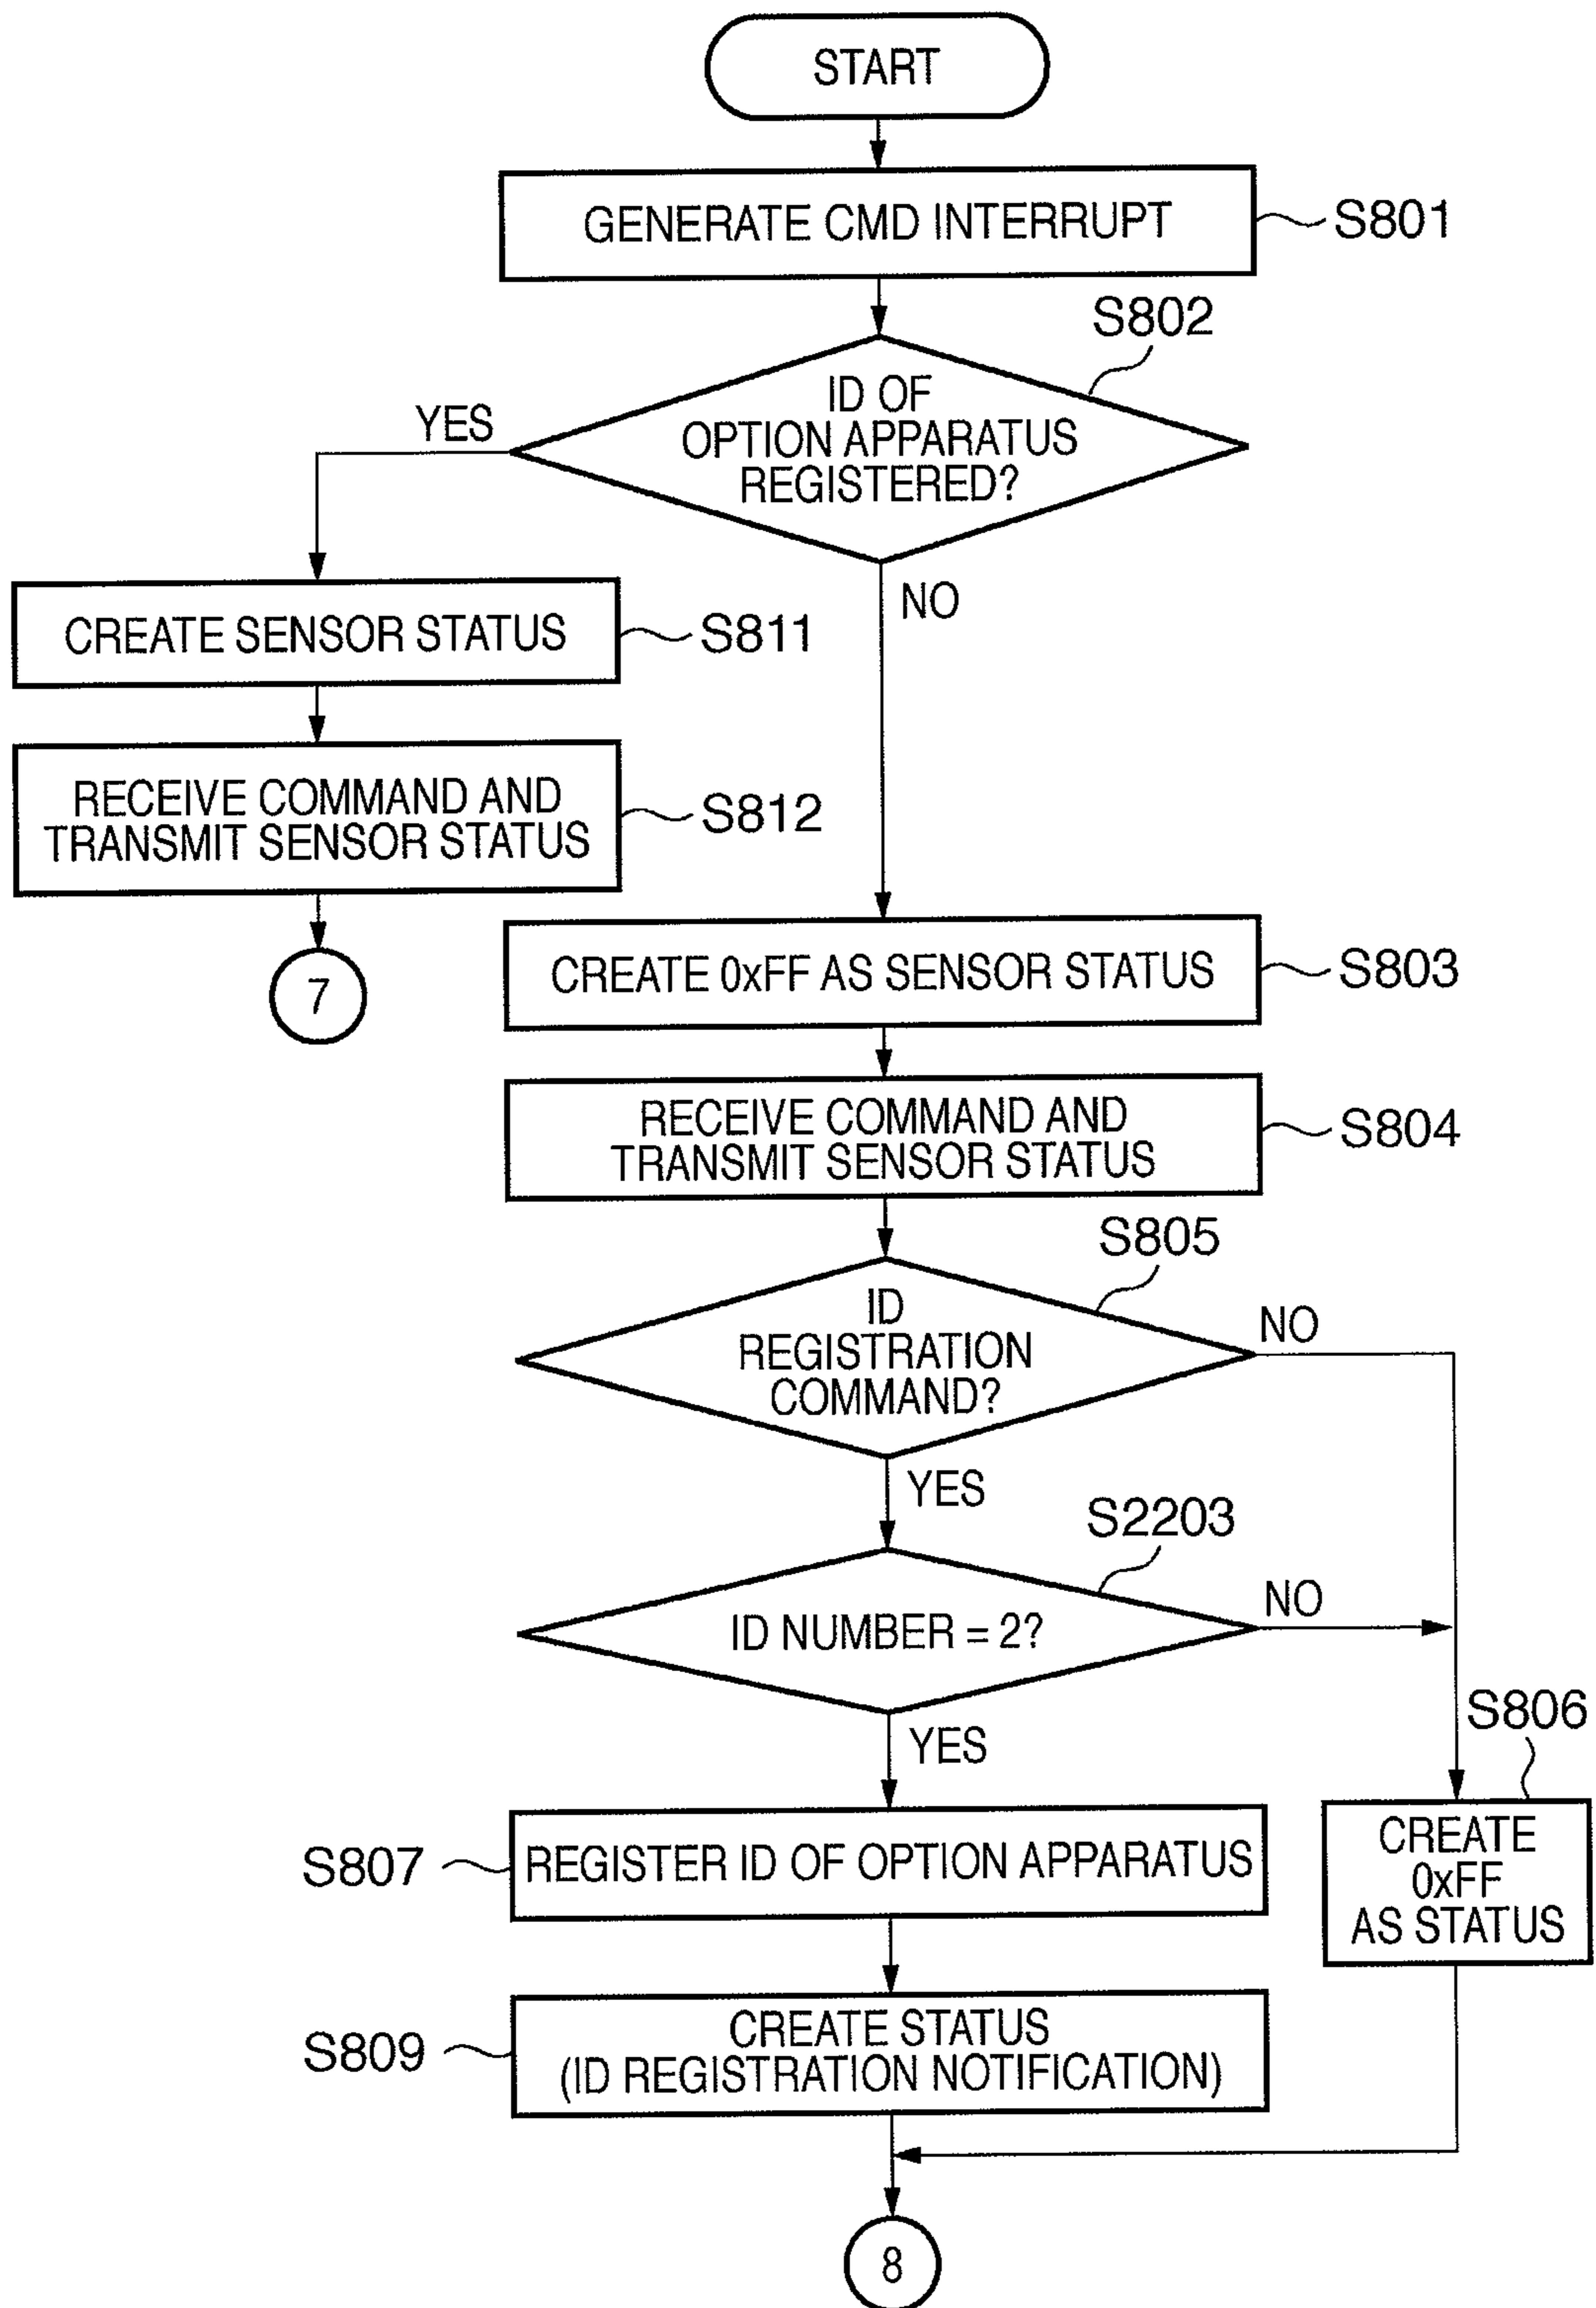 START
GENERATE CMD INTERRUPT
S801
S802
ID OF
OPTION APPARATUS
REGISTERED?
YES
NO
CREATE SENSOR STATUS
S811
RECEIVE COMMAND AND
TRANSMIT SENSOR STATUS
S812
7
CREATE 0xFF AS SENSOR STATUS
S803
RECEIVE COMMAND AND
TRANSMIT SENSOR STATUS
S804
S805
ID
REGISTRATION
COMMAND?
NO
YES
S2203
ID NUMBER = 2?
NO
YES
S806
CREATE
0xFF
AS STATUS
S807
REGISTER ID OF OPTION APPARATUS
S809
CREATE STATUS
(ID REGISTRATION NOTIFICATION)
8